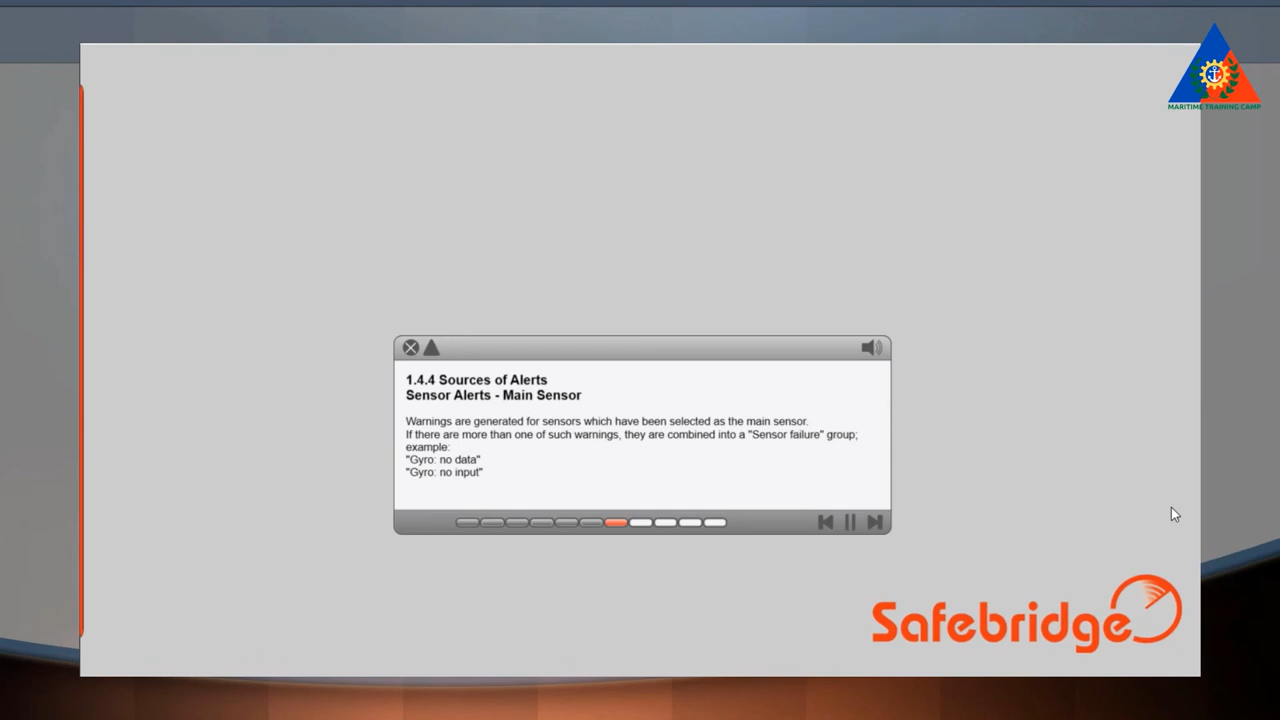 MARITIME TRAINING CAMP
1.4.4 Sources of Alerts
Sensor Alerts - Main Sensor
Warnings are generated for sensors which have been selected as the main sensor.
If there are more than one of such warnings, they are combined into a "Sensor failure" group;
example:
"Gyro: no data"
"Gyro: no input"
Safebridge